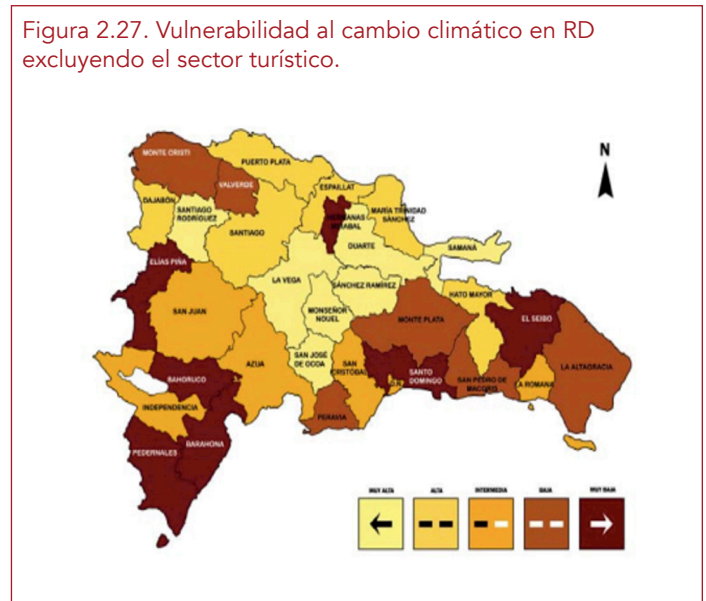 Figura 2.27. Vulnerabilidad al cambio climático en RD
excluyendo el sector turístico.
N
MONTE CRISTI
PUERTO PLATA
VALVERDE
ESPAILLAT
DAJABÓN
SANTIAGO
RODRÍGUEZ
HERMANAS
MIRABAL
MARÍA TRINIDAD
SÁNCHEZ
SANTIAGO
DUARTE
SAMANÁ
ELÍAS PIÑA
LA VEGA
SÁNCHEZ RAMÍREZ
HATO MAYOR
SAN JUAN
MONSEÑOR
NOUEL
MONTE PLATA
EL SEIBO
AZUA
SAN JOSÉ
DE OCOA
SAN
CRISTÓBAL
SANTO
DOMINGO
LA ALTAGRACIA
BAHORUCO
D.N.
SAN PEDRO DE
MACORÍS
LA ROMANA
INDEPENDENCIA
PERAVIA
BARAHONA
PEDERNALES
MUY ALTA
ALTA
INTERMEDIA
BAJA
MUY BAJA